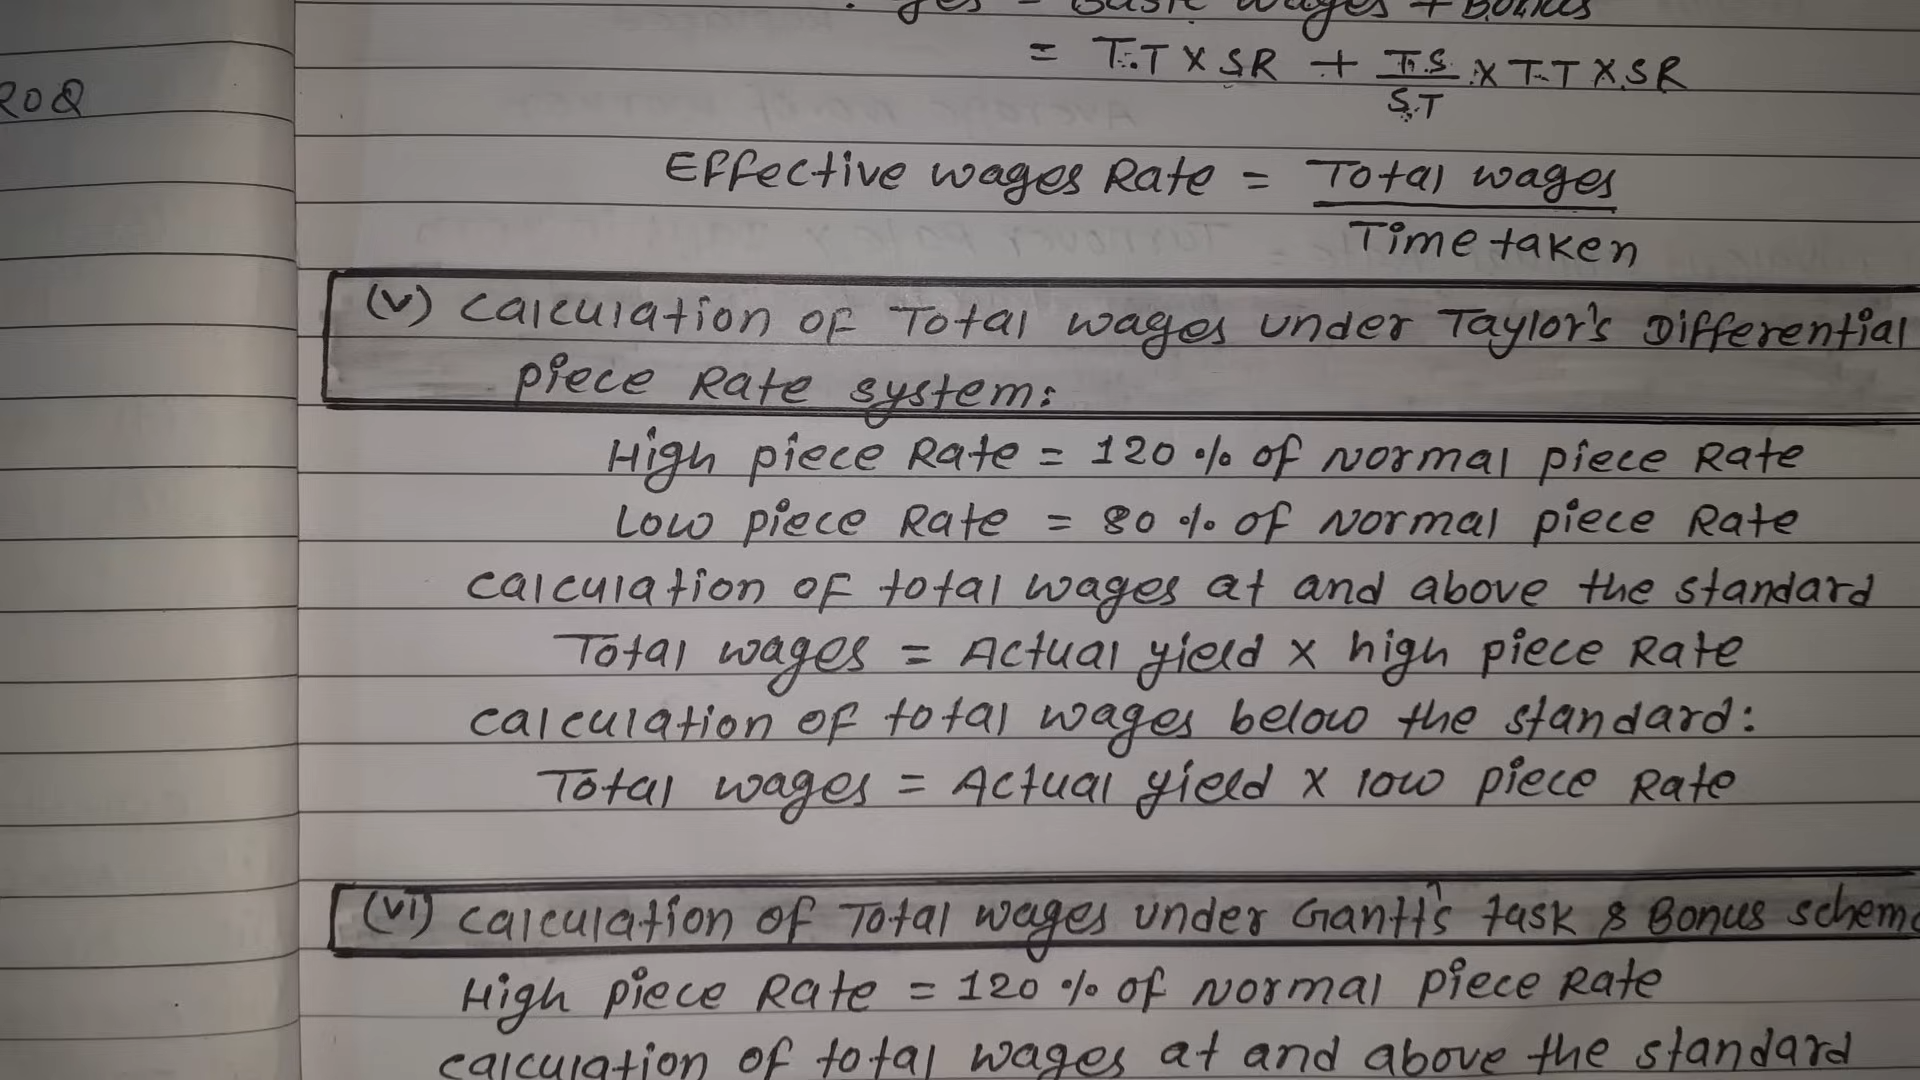 = Basic wages + Bonus
= T.T X SR + T.S. / S.T X T.T X SR
ROQ
Effective wages Rate = Total wages / Time taken
(v) calculation of Total wages under Taylor's Differential
piece Rate system:
High piece Rate = 120 % of Normal piece Rate
Low piece Rate = 80 % of Normal piece Rate
calculation of total wages at and above the standard
Total wages = Actual yield x high piece Rate
calculation of total wages below the standard:
Total wages = Actual yield x low piece Rate
(vi) calculation of Total wages under Gantt's task & Bonus scheme
High piece Rate = 120 % of Normal piece Rate
calculation of total wages at and above the standard